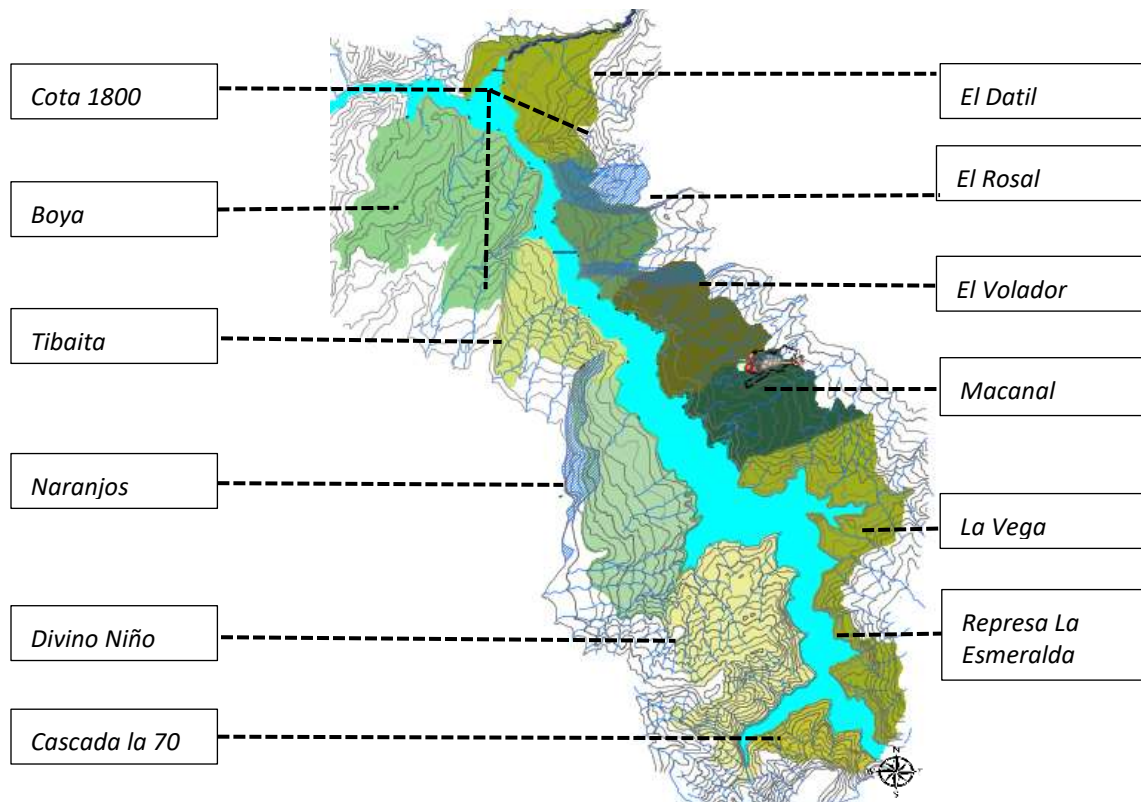 Cota 1800
Boya
Tibaita
Naranjos
Divino Niño
Cascada la 70
El Datil
El Rosal
El Volador
Macanal
La Vega
Represa La
Esmeralda
N
S